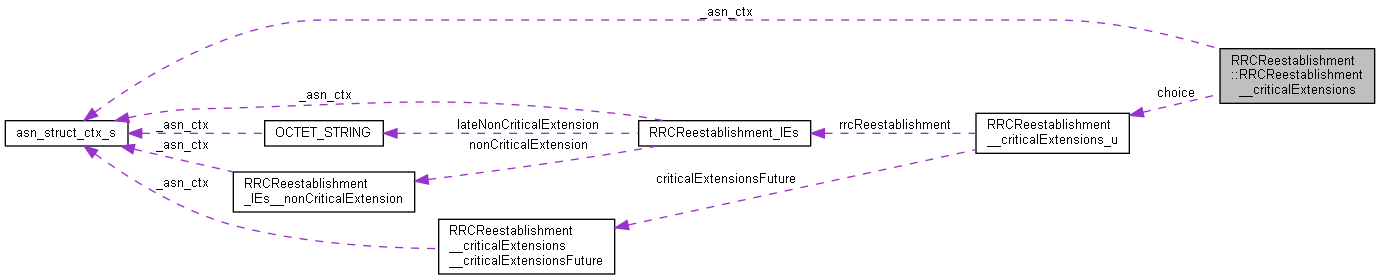 _asn_ctx
RRCReestablishment
::RRCReestablishment
__criticalExtensions
choice
_asn_ctx
asn_struct_ctx_s
_asn_ctx
OCTET_STRING
lateNonCriticalExtension
RRCReestablishment_IEs
rrcReestablishment
RRCReestablishment
__criticalExtensions_u
_asn_ctx
nonCriticalExtension
RRCReestablishment
_IEs__nonCriticalExtension
_asn_ctx
criticalExtensionsFuture
RRCReestablishment
__criticalExtensions
__criticalExtensionsFuture